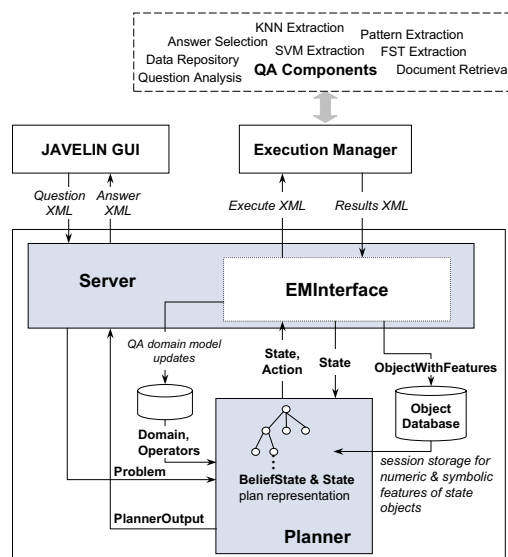 KNN Extraction
Answer Selection
Pattern Extraction
SVM Extraction
FST Extraction
Data Repository
QA Components
Document Retrieva
Question Analysis
JAVELIN GUI
Execution Manager
Question
XML
Answer
XML
Execute XML
Results XML
Server
EMInterface
QA domain model
updates
State,
Action
State
ObjectWithFeatures
Object
Database
Domain,
Operators
BeliefState & State
plan representation
session storage for
numeric & symbolic
features of state
objects
Problem
PlannerOutput
Planner